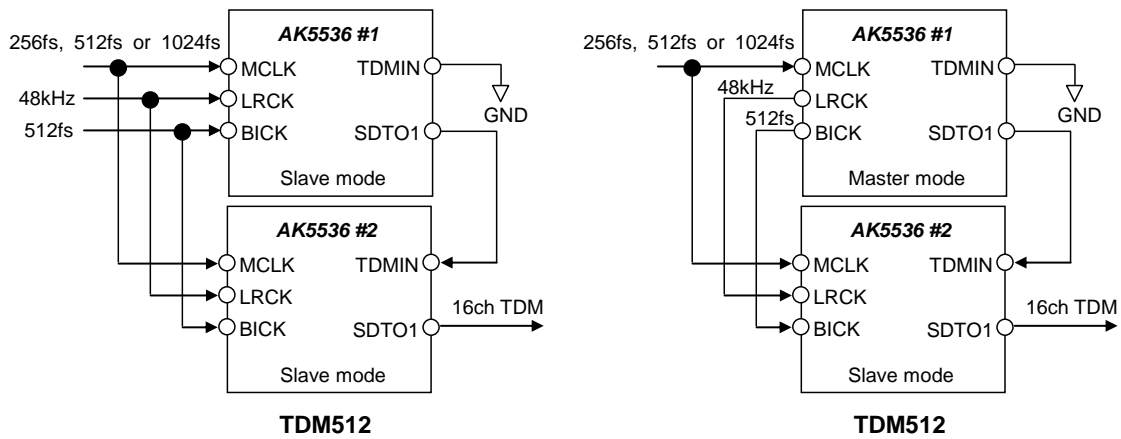 AK5536 #1
256fs, 512fs or 1024fs
MCLK
TDMIN
48kHz
LRCK
GND
512fs
BICK
SDTO1
Slave mode
AK5536 #2
MCLK
TDMIN
LRCK
16ch TDM
BICK
SDTO1
Slave mode
TDM512
AK5536 #1
256fs, 512fs or 1024fs
MCLK
TDMIN
48kHz
LRCK
GND
512fs
BICK
SDTO1
Master mode
AK5536 #2
MCLK
TDMIN
LRCK
16ch TDM
BICK
SDTO1
Slave mode
TDM512